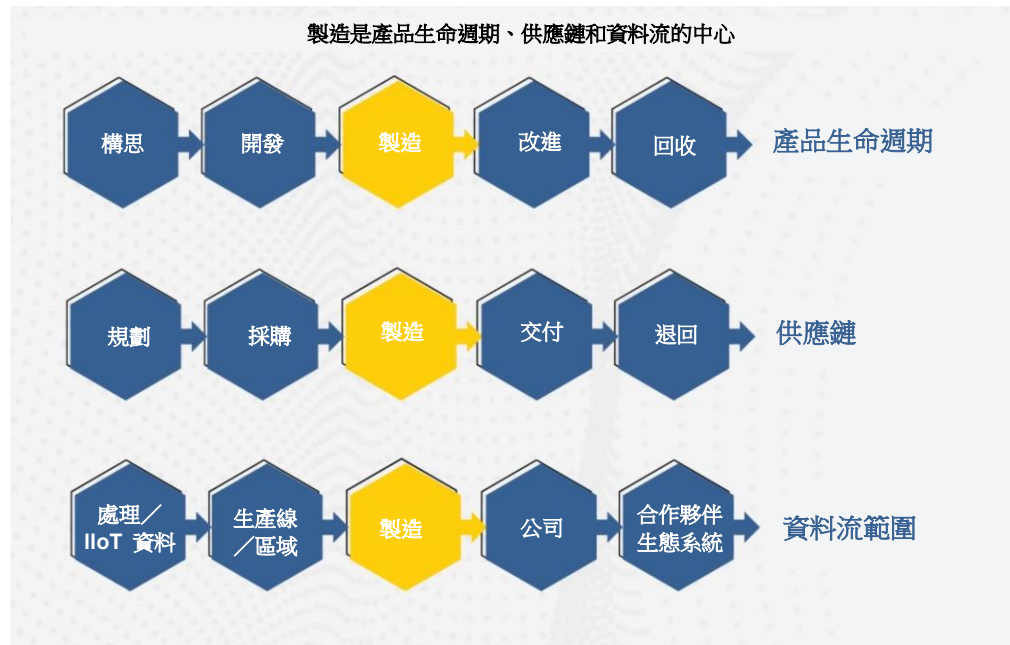 製造是產品生命週期、供應鏈和資料流的中心
構思
開發
製造
改進
回收
產品生命週期
規劃
採購
製造
交付
退回
供應鏈
處理／
IIoT 資料
生產線
／區域
製造
公司
合作夥伴
生態系統
資料流範圍